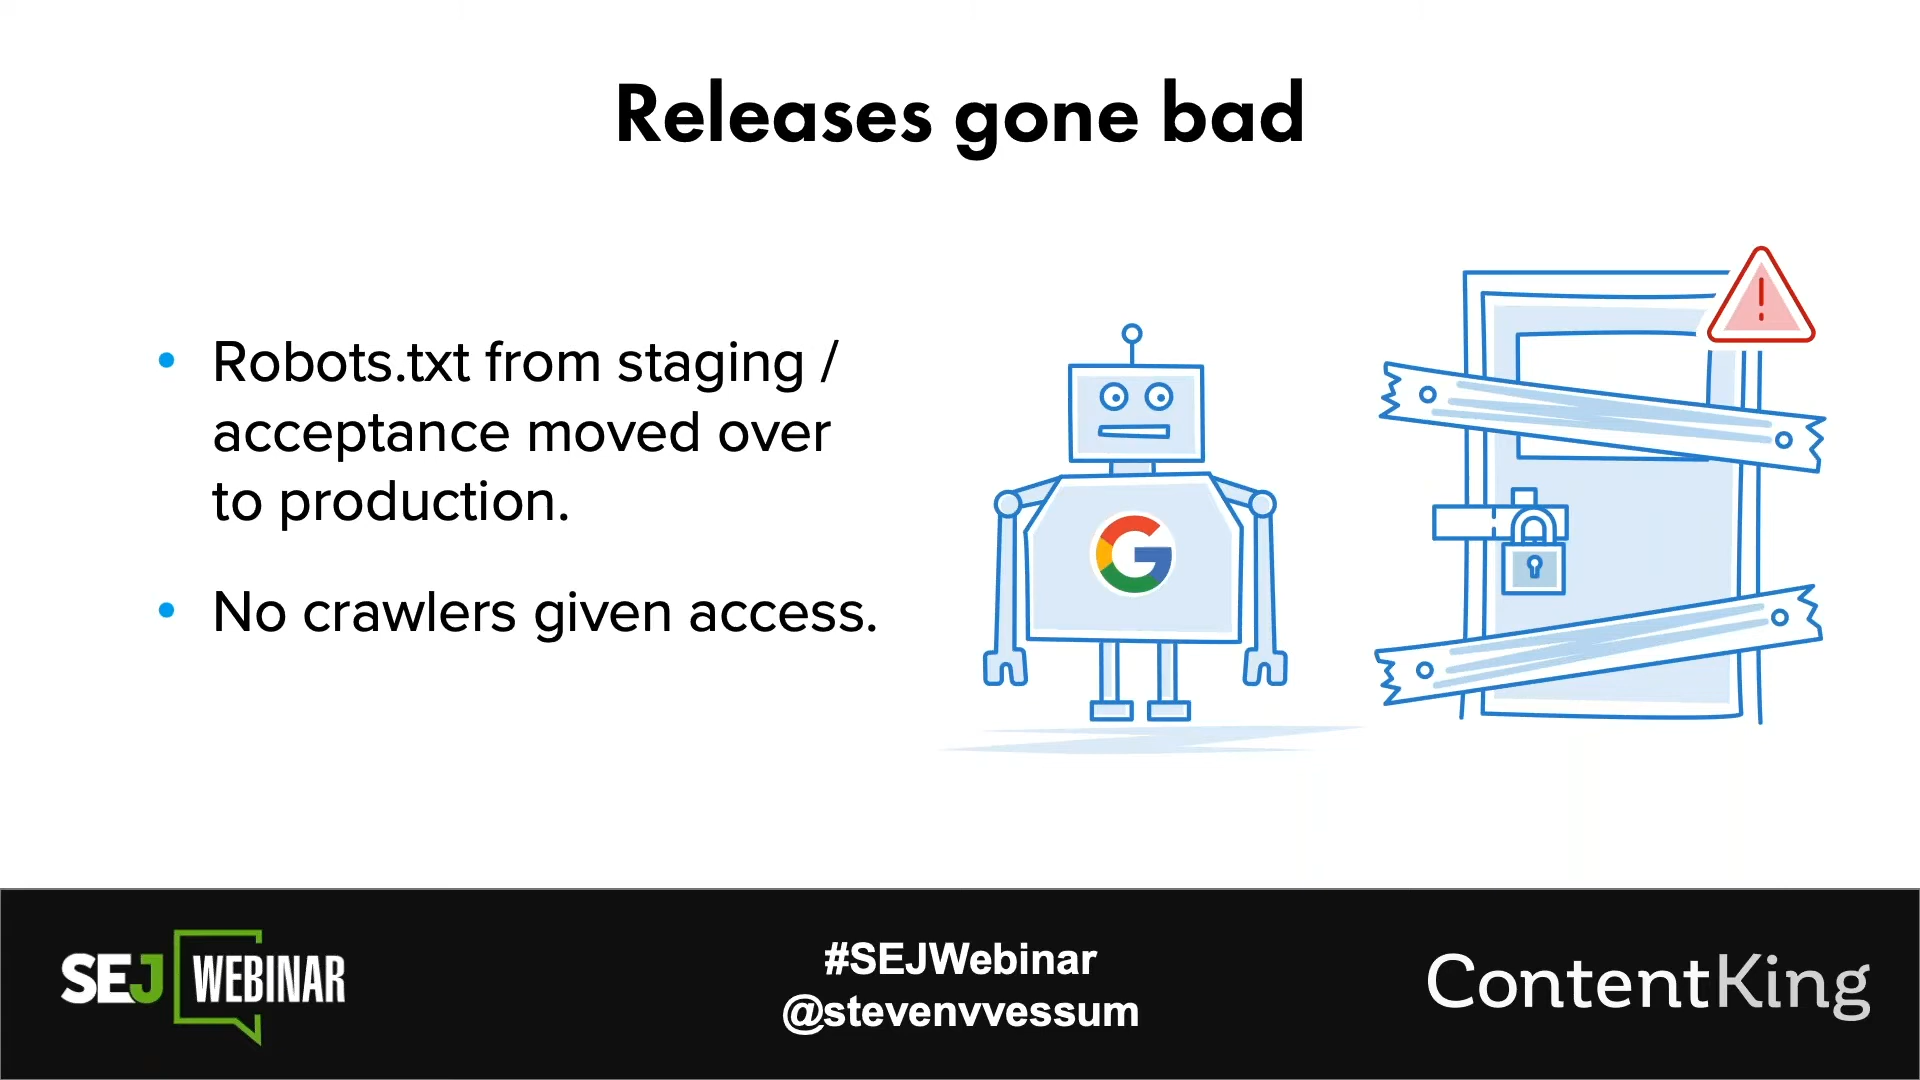 Releases gone bad
• Robots.txt from staging /
acceptance moved over
to production.
• No crawlers given access.
G
SEJ WEBINAR
#SEJWebinar
@stevenvvessum
ContentKing